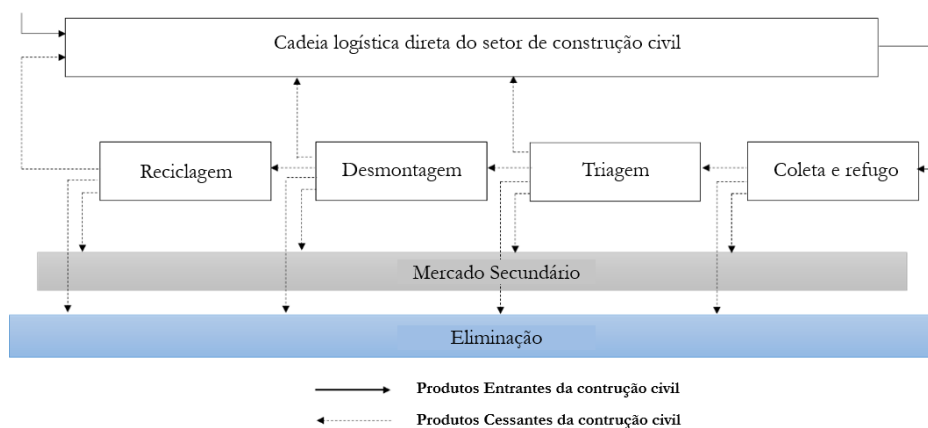 Cadeia logística direta do setor de construção civil
Reciclagem
Desmontagem
Triagem
Coleta e refugo
Mercado Secundário
Eliminação
Produtos Entrantes da contrução civil
Produtos Cessantes da contrução civil